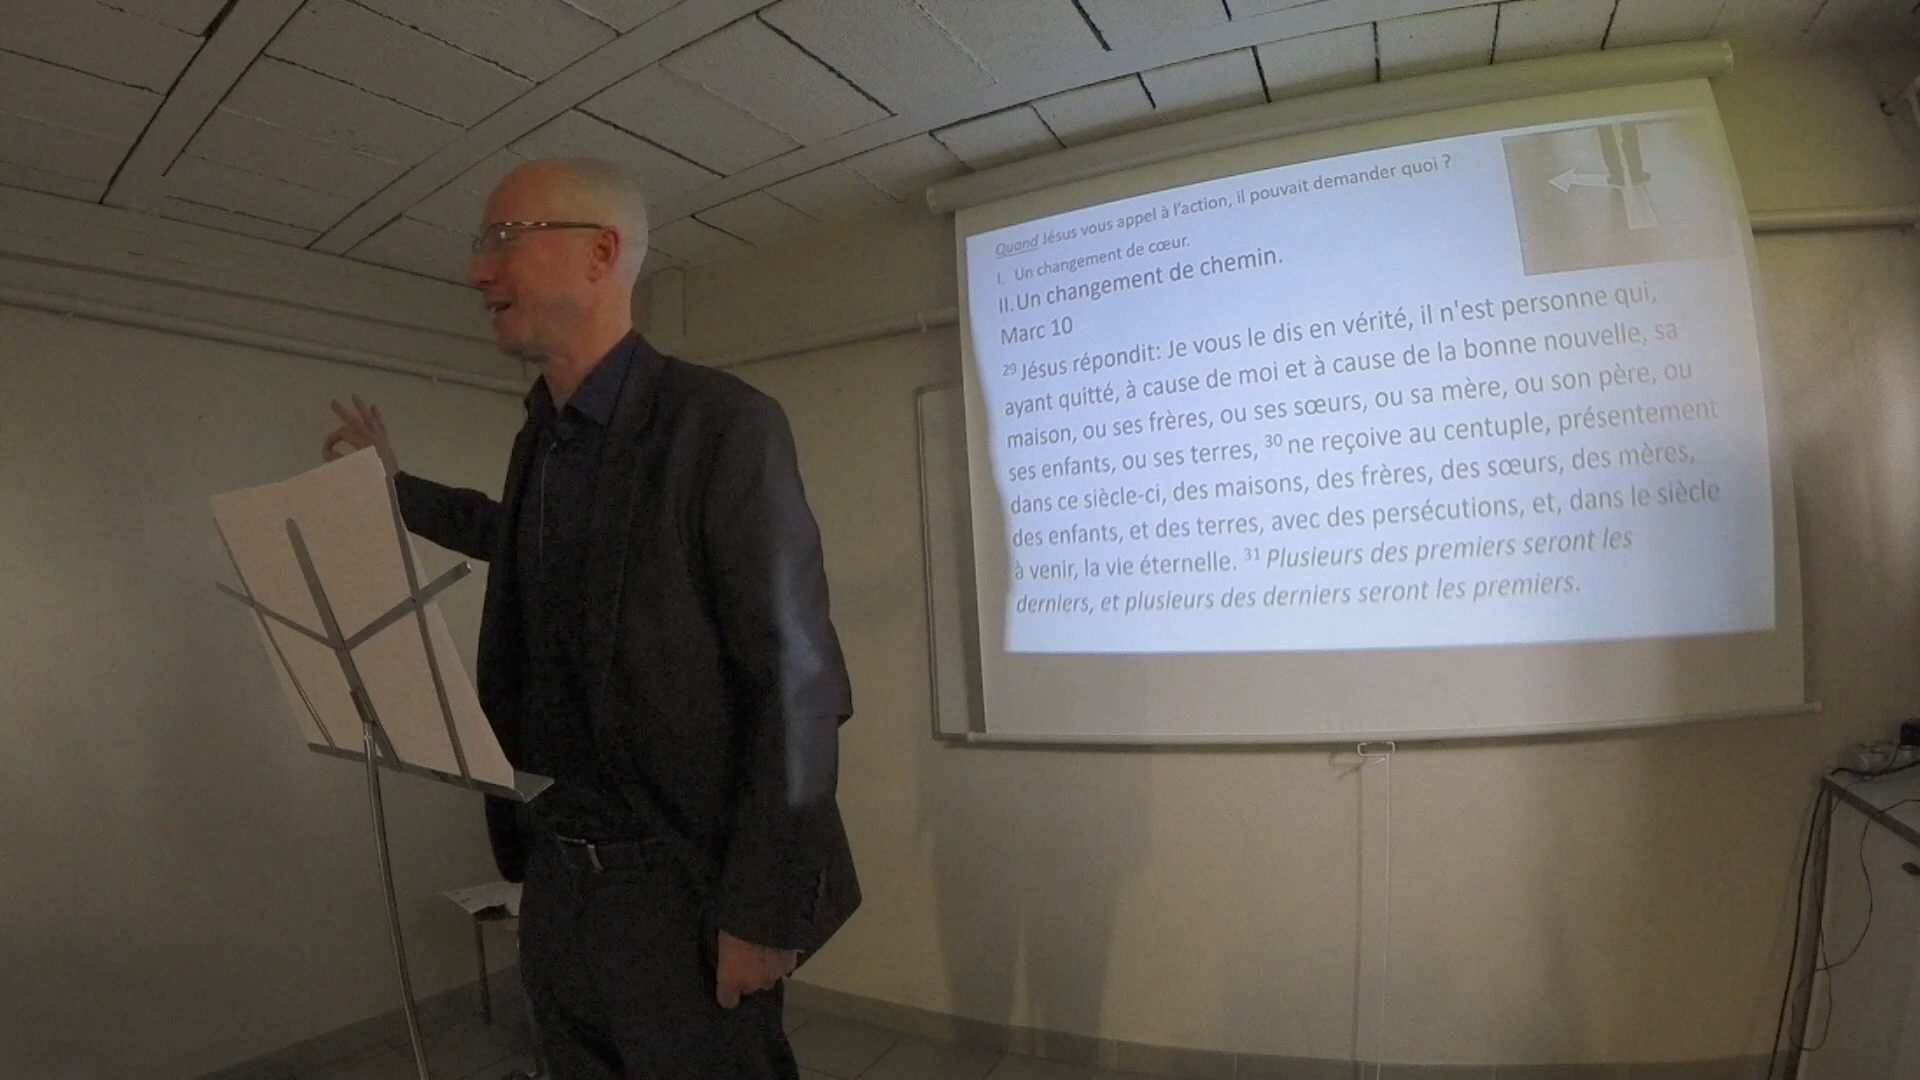 Quand Jésus vous appel à l'action, il pouvait demander quoi ?
I. Un changement de cœur.
II. Un changement de chemin.
Marc 10
29 Jésus répondit: Je vous le dis en vérité, il n'est personne qui,
ayant quitté, à cause de moi et à cause de la bonne nouvelle, sa
maison, ou ses frères, ou ses sœurs, ou sa mère, ou son père, ou
ses enfants, ou ses terres, 30 ne reçoive au centuple, présentement
dans ce siècle-ci, des maisons, des frères, des sœurs, des mères,
des enfants, et des terres, avec des persécutions, et, dans le siècle
à venir, la vie éternelle. 31 Plusieurs des premiers seront les
derniers, et plusieurs des derniers seront les premiers.